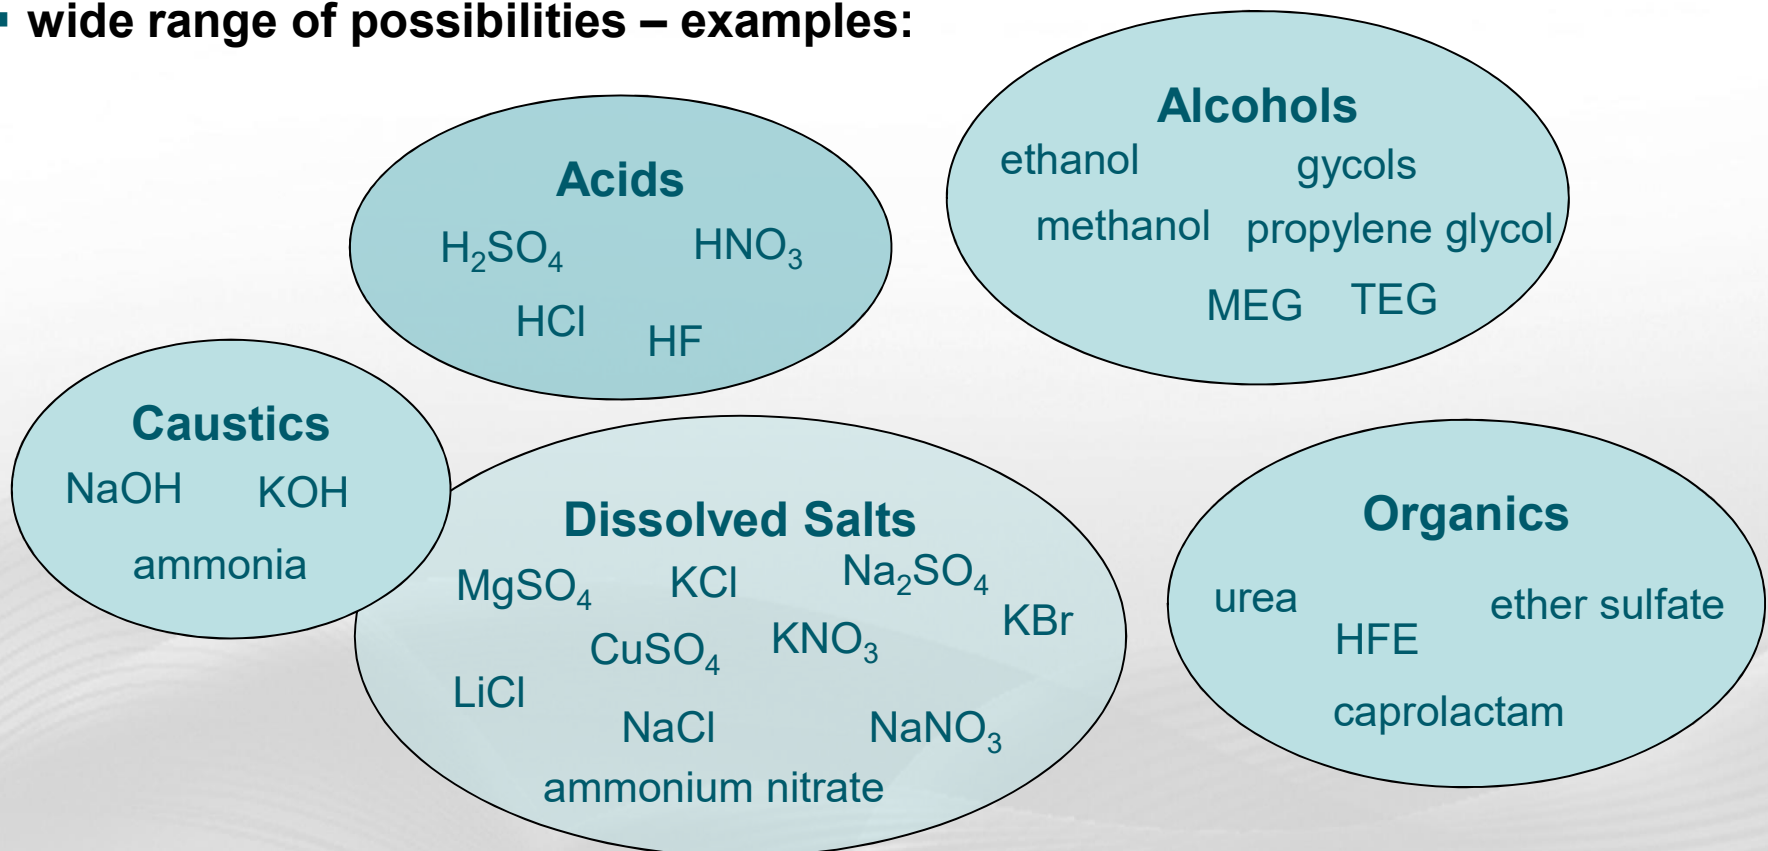 ▪ wide range of possibilities – examples:
Acids
H₂SO₄ HNO₃
HCl HF
Alcohols
ethanol gycols
methanol propylene glycol
MEG TEG
Caustics
NaOH KOH
ammonia
Dissolved Salts
MgSO₄ KCl Na₂SO₄
CuSO₄ KNO₃ KBr
LiCl
NaCl NaNO₃
ammonium nitrate
Organics
urea ether sulfate
HFE
caprolactam